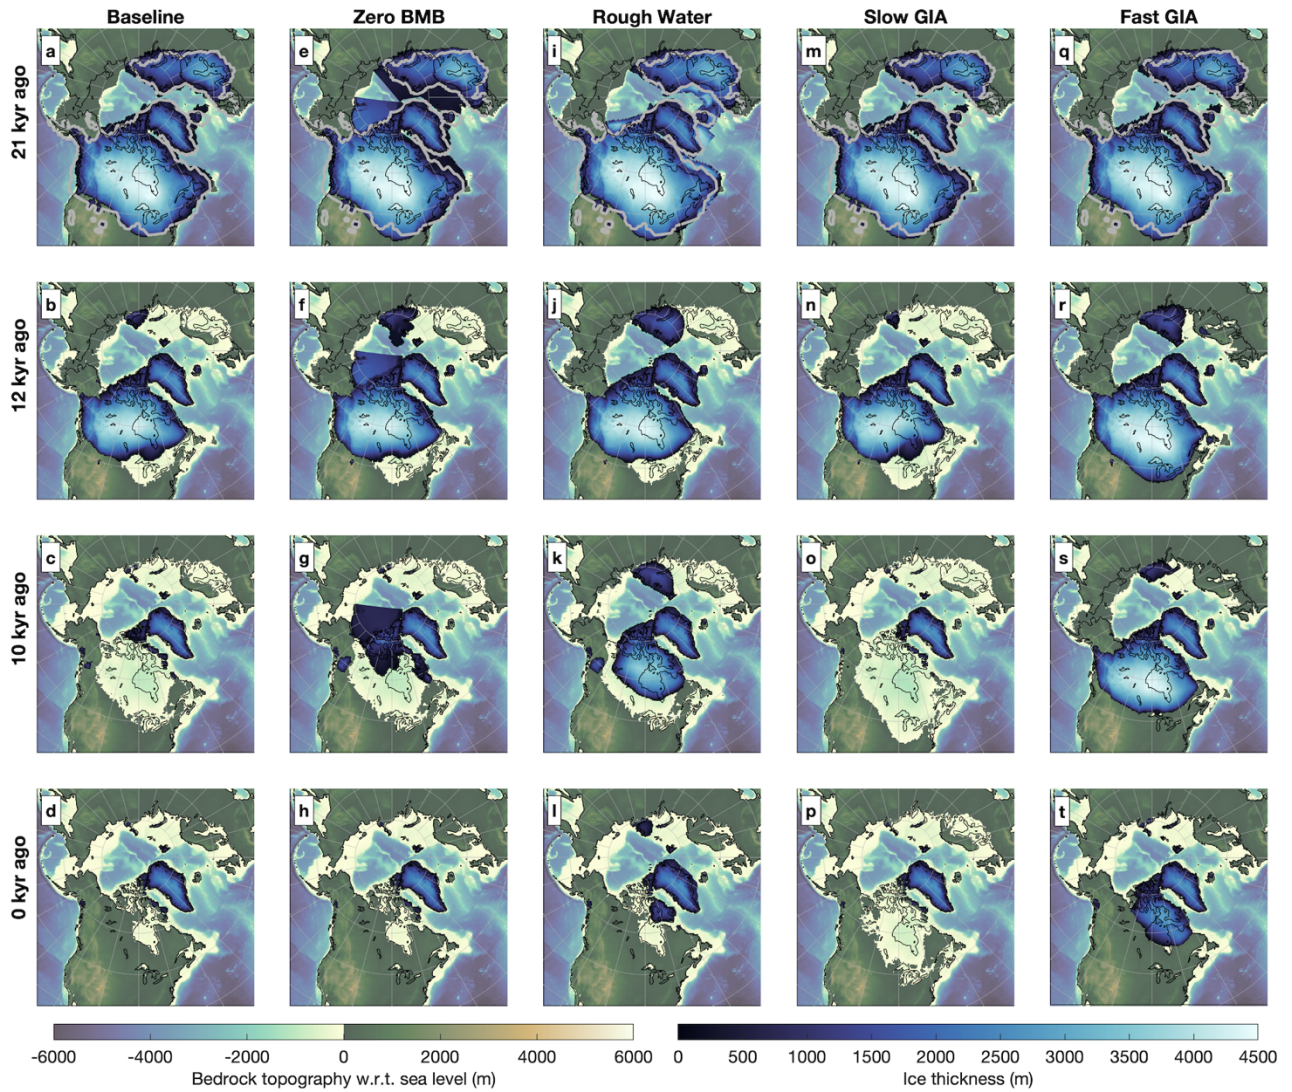 Baseline Zero BMB Rough Water Slow GIA Fast GIA
21 kyr ago
a e i m q
12 kyr ago
b f j n r
10 kyr ago
c g k o s
0 kyr ago
d h l p t
-6000 -4000 -2000 0 2000 4000 6000
Bedrock topography w.r.t. sea level (m)
0 500 1000 1500 2000 2500 3000 3500 4000 4500
Ice thickness (m)